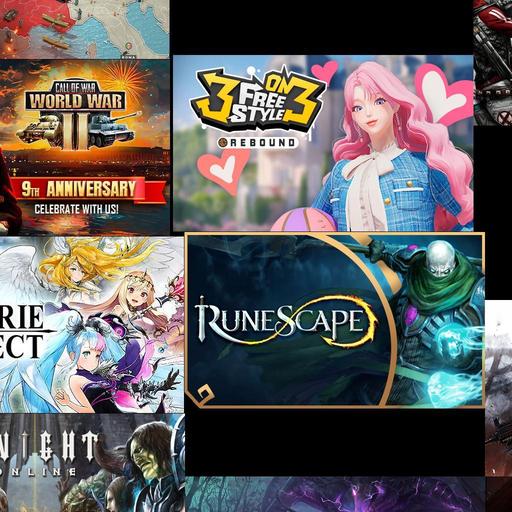 CALL OF WAR
WORLD WAR
II
9TH ANNIVERSARY
CELEBRATE WITH US!
3 ON 3
FREE
STYLE
REBOUND
RIE
ECT
RUNESCAPE
NIGHT
ONLINE